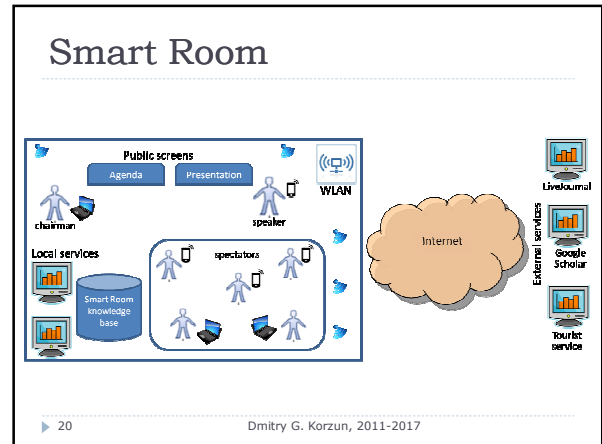 Smart Room
Public screens
Agenda
Presentation
WLAN
chairman
speaker
Local services
spectators
Smart Room
knowledge
base
Internet
External services
LiveJournal
Google
Scholar
Tourist
service
20
Dmitry G. Korzun, 2011-2017